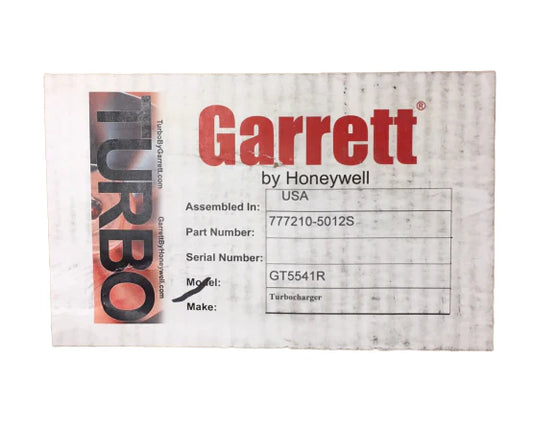 TURBO
TurboByGarrett.com
GarrettByHoneywell.com
Garrett®
by Honeywell
Assembled In: USA
Part Number: 777210-5012S
Serial Number:
Model: GT5541R
Make: Turbocharger